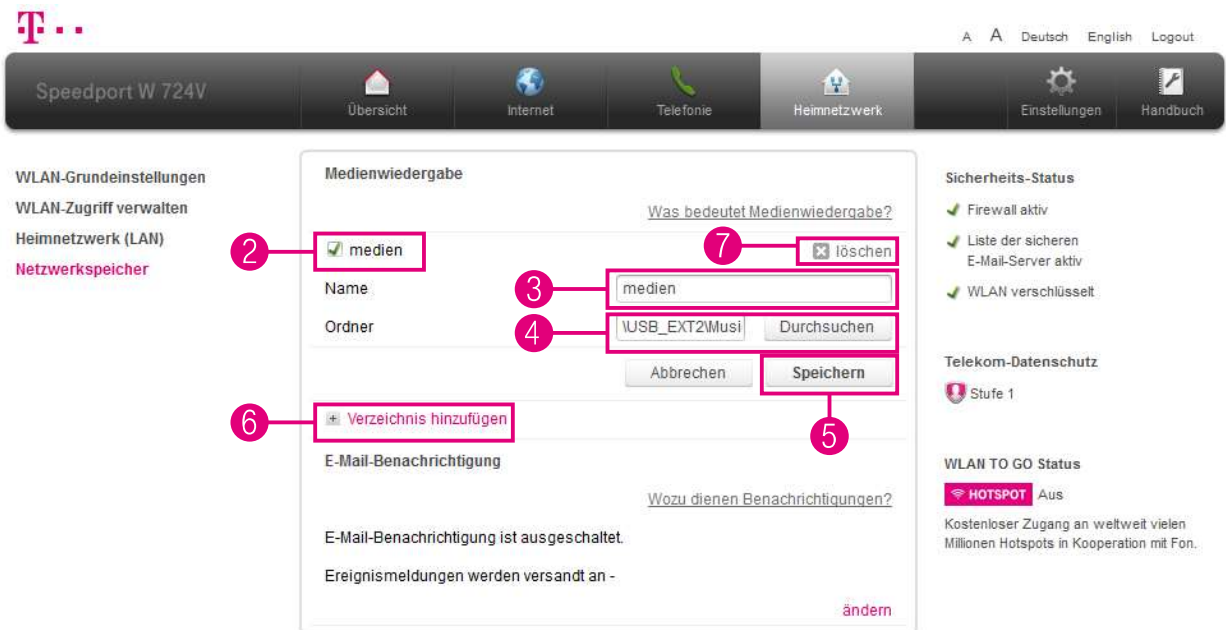 T
A A Deutsch English Logout
Speedport W 724V
Übersicht
Internet
Telefonie
Heimnetzwerk
Einstellungen
Handbuch
WLAN-Grundeinstellungen
WLAN-Zugriff verwalten
Heimnetzwerk (LAN)
Netzwerkspeicher
Medienwiedergabe
Was bedeutet Medienwiedergabe?
2
medien
7
löschen
Name
3
medien
Ordner
4
\USB_EXT2\Musi
Durchsuchen
Abbrechen
Speichern
5
6
Verzeichnis hinzufügen
E-Mail-Benachrichtigung
Wozu dienen Benachrichtigungen?
E-Mail-Benachrichtigung ist ausgeschaltet.
Ereignismeldungen werden versandt an -
ändern
Sicherheits-Status
Firewall aktiv
Liste der sicheren
E-Mail-Server aktiv
WLAN verschlüsselt
Telekom-Datenschutz
Stufe 1
WLAN TO GO Status
HOTSPOT Aus
Kostenloser Zugang an weltweit vielen
Millionen Hotspots in Kooperation mit Fon.